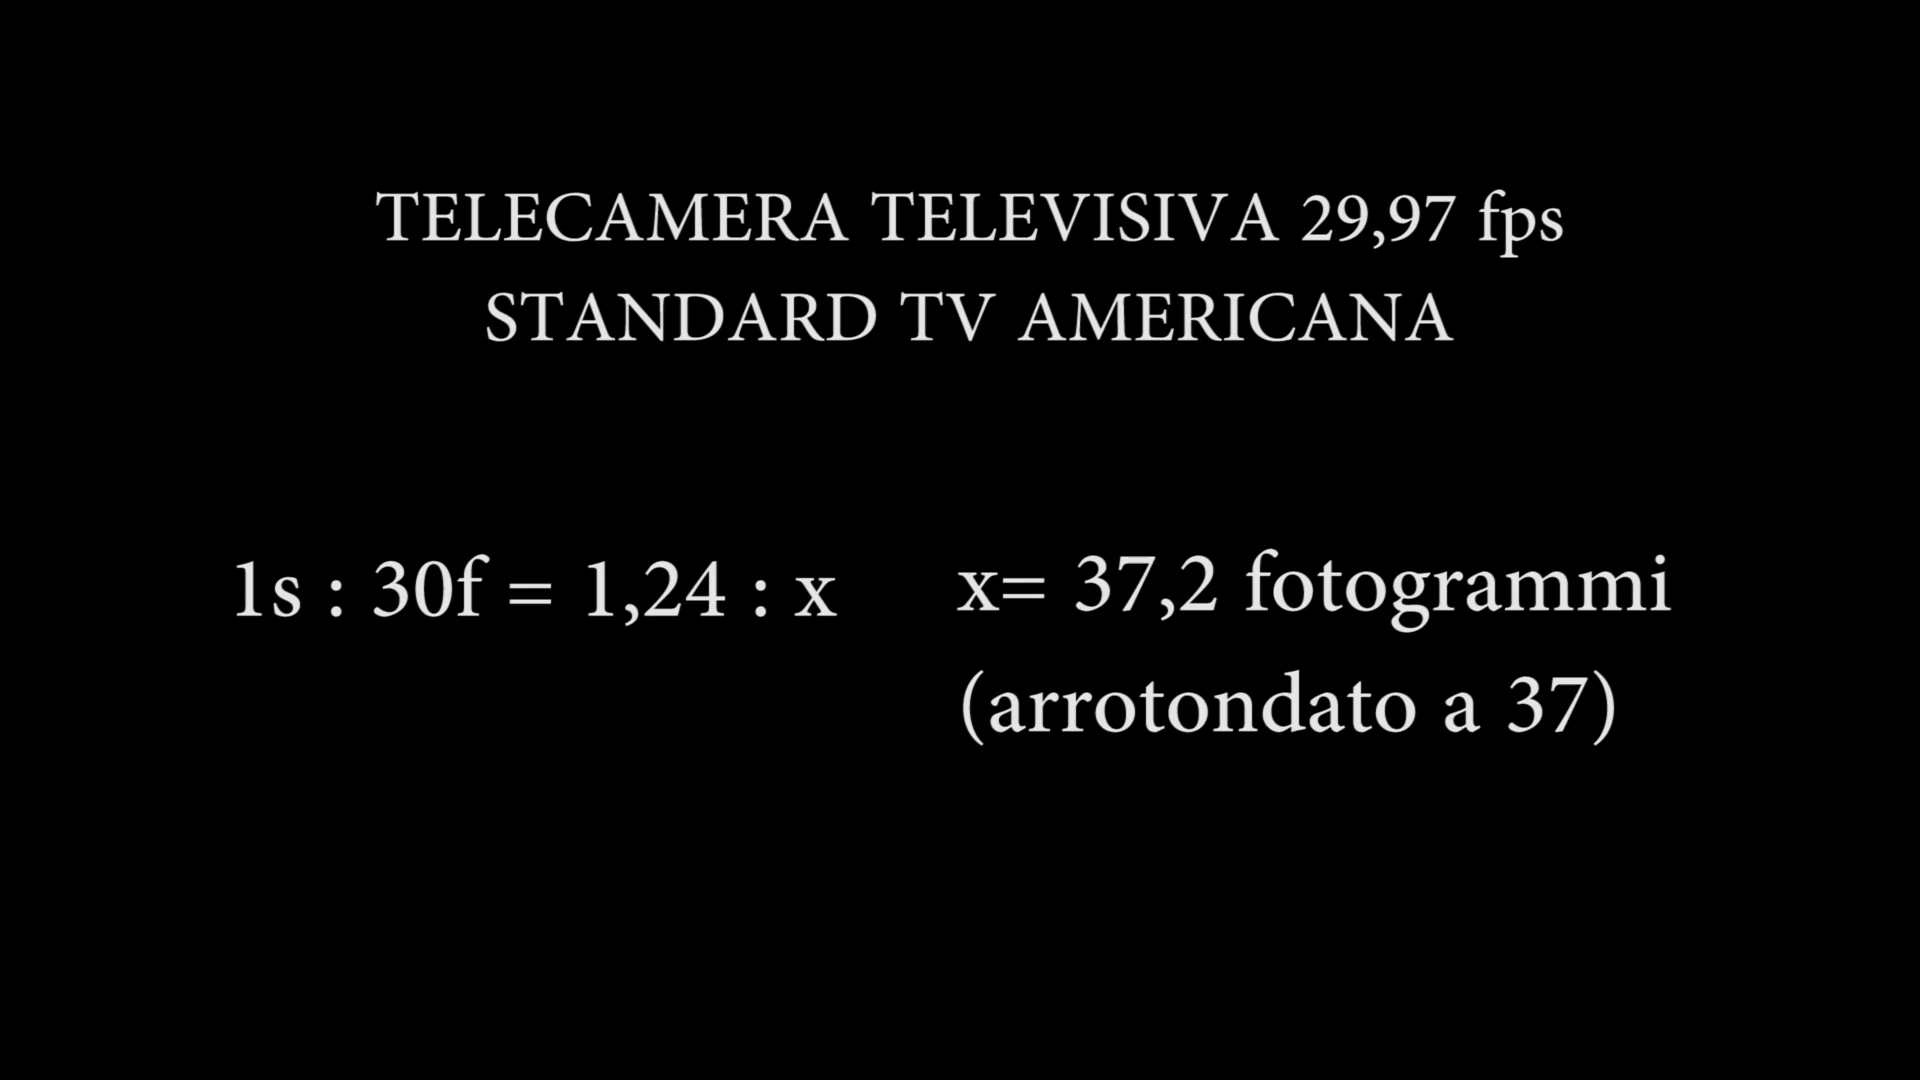 TELECAMERA TELEVISIVA 29,97 fps
STANDARD TV AMERICANA
1s : 30f = 1,24 : x
x= 37,2 fotogrammi
(arrotondato a 37)